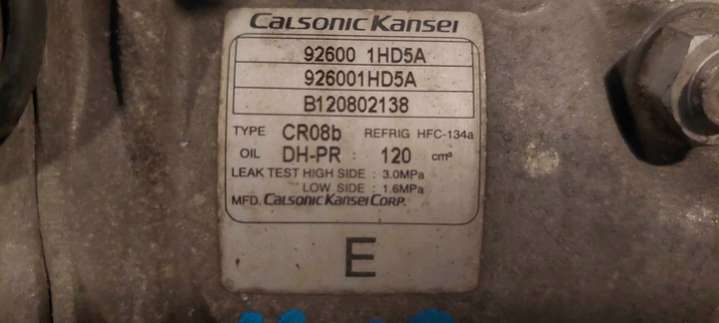 CALSONIC KANSEI
92600 1HD5A
926001HD5A
B120802138
TYPE CR08b REFRIG HFC-134a
OIL DH-PR : 120 cm³
LEAK TEST HIGH SIDE : 3.0MPa
LOW SIDE : 1.6MPa
MFD. CALSONIC KANSEI CORP.
E